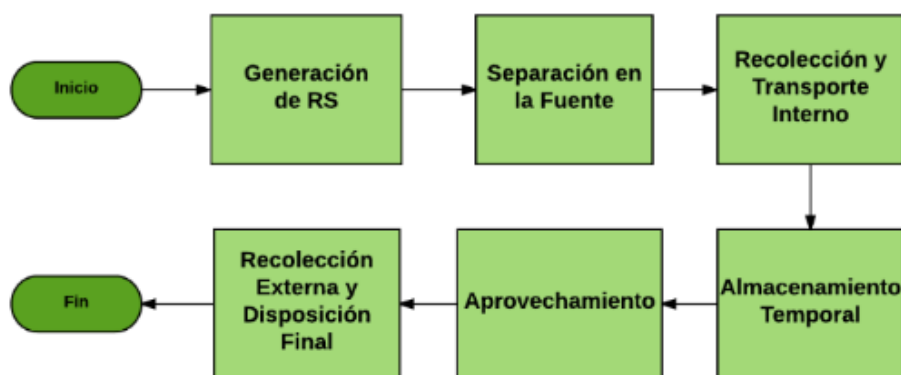 Inicio
Generación
de RS
Separación en
la Fuente
Recolección y
Transporte
Interno
Almacenamiento
Temporal
Aprovechamiento
Recolección
Externa y
Disposición
Final
Fin